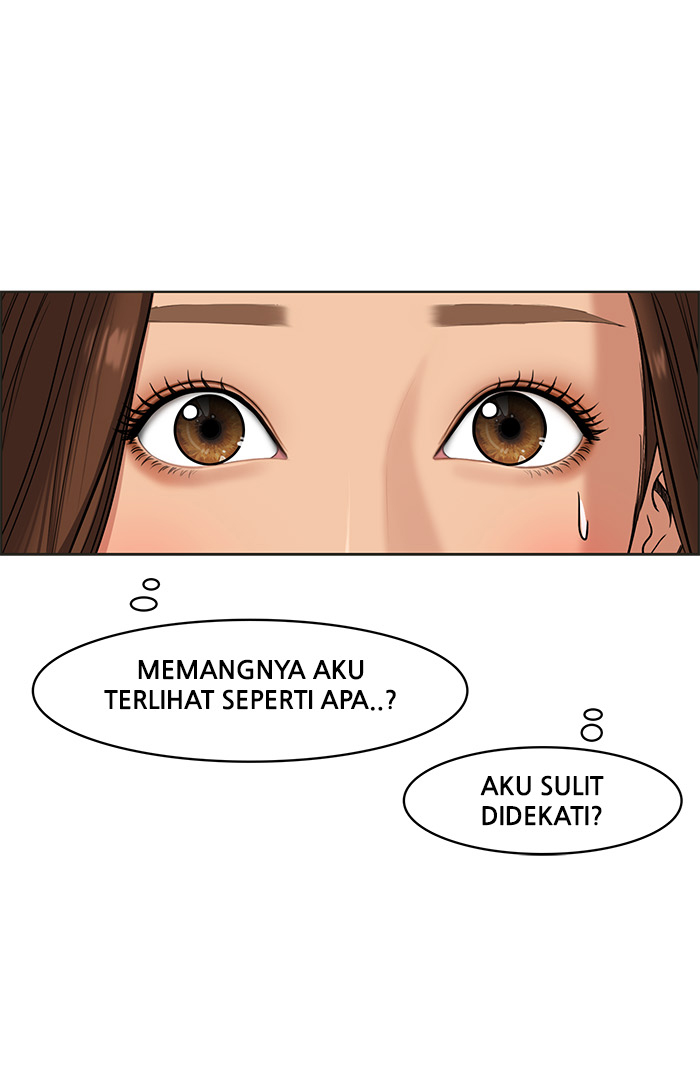 MEMANGNYA AKU
TERLIHAT SEPERTI APA..?
AKU SULIT
DIDEKATI?